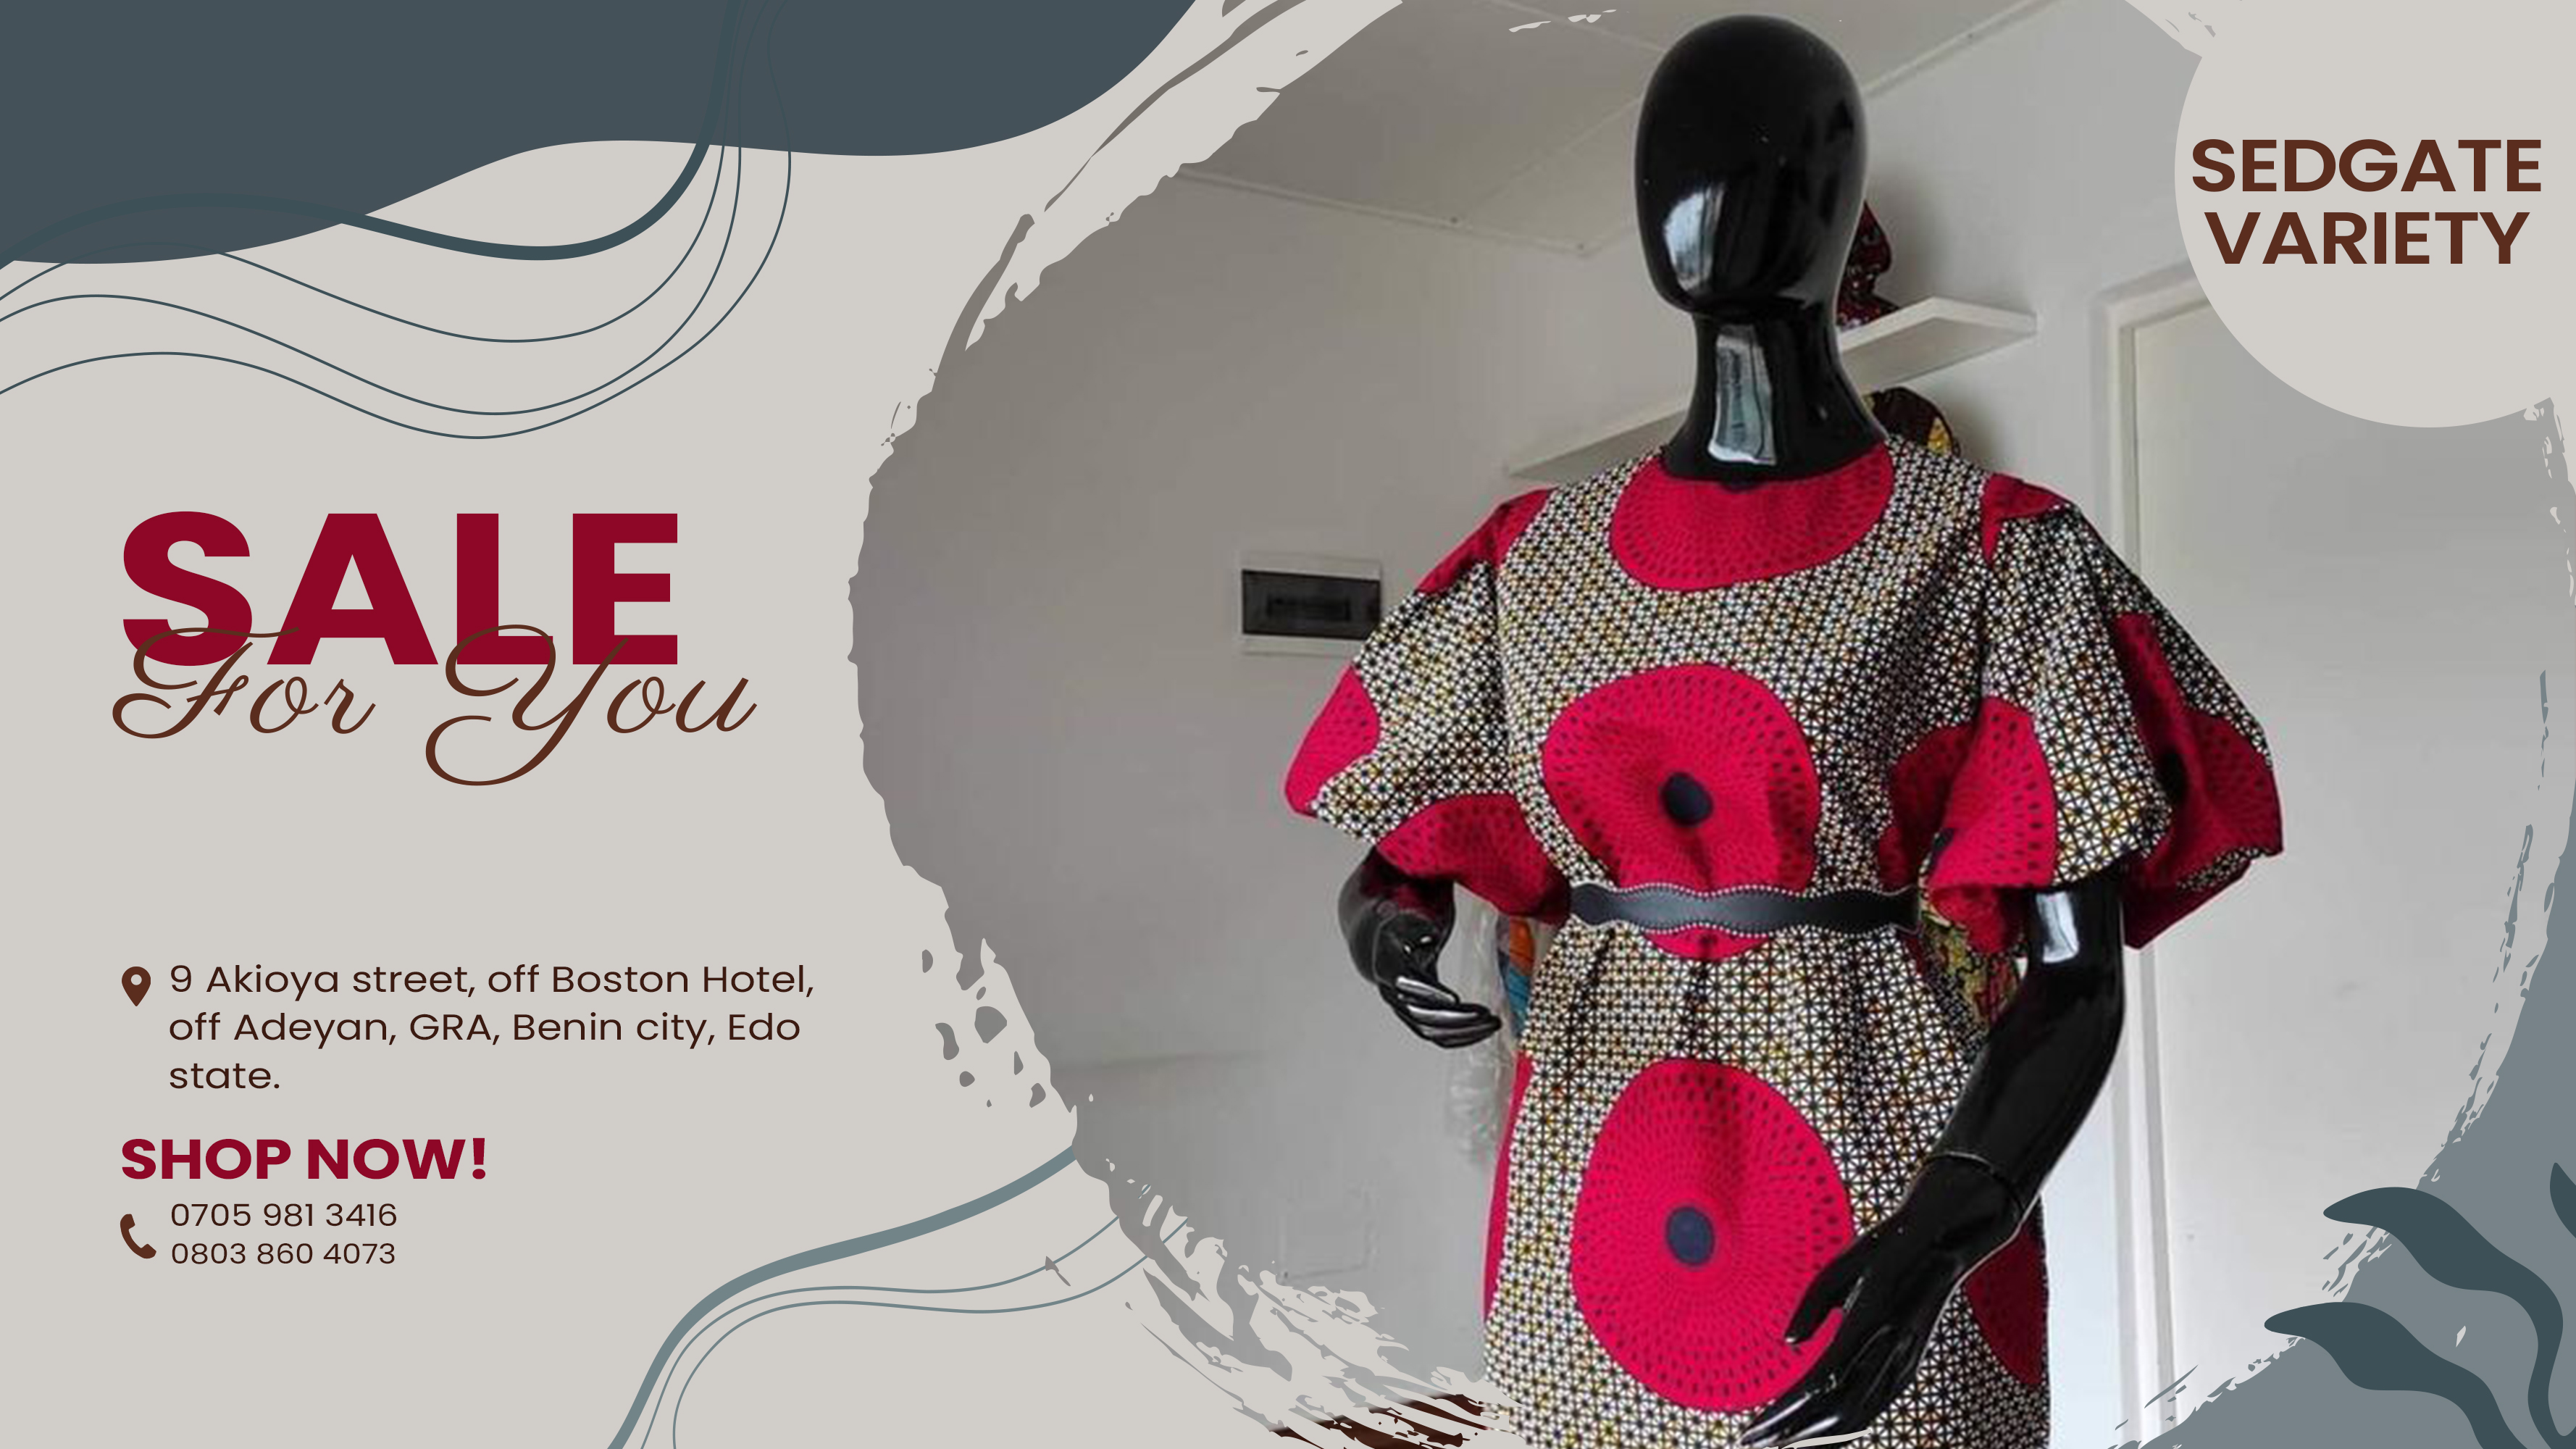 SEDGATE
VARIETY
SALE
For You
9 Akioya street, off Boston Hotel,
off Adeyan, GRA, Benin city, Edo
state.
SHOP NOW!
0705 981 3416
0803 860 4073